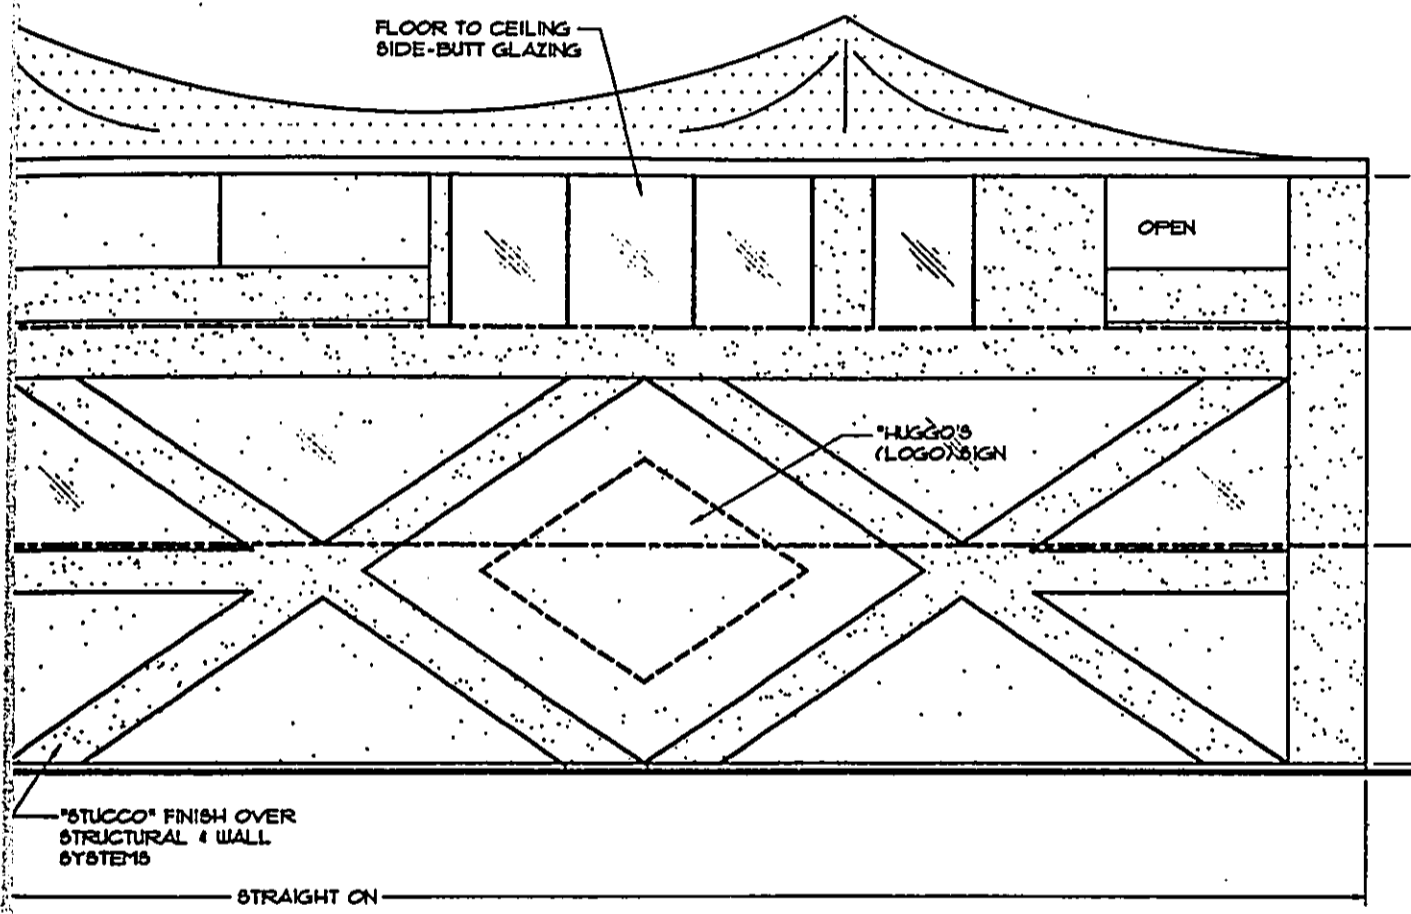 FLOOR TO CEILING
SIDE-BUTT GLAZING
OPEN
"HUGGO'S
(LOGO) SIGN
"STUCCO" FINISH OVER
STRUCTURAL & WALL
SYSTEMS
STRAIGHT ON